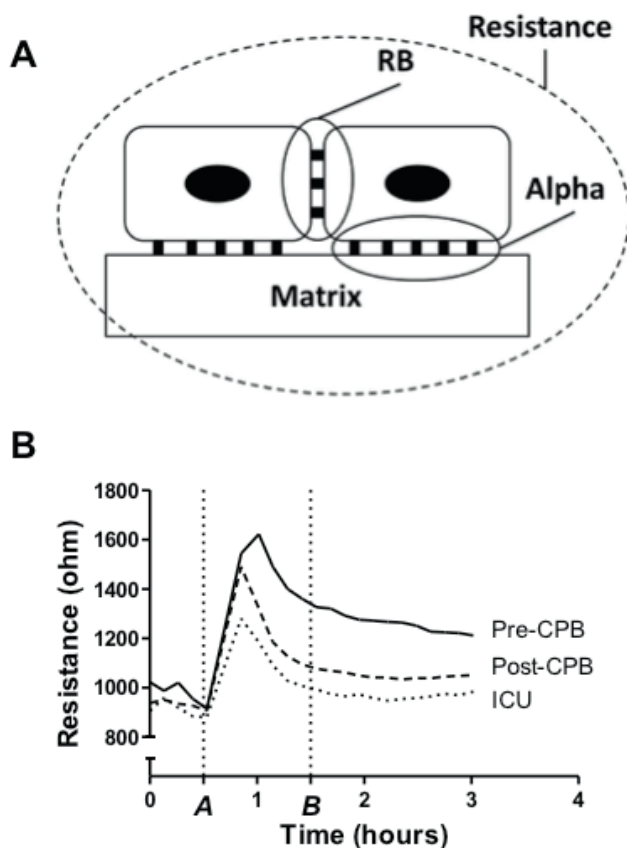 A
Resistance
RB
Alpha
Matrix
B
1800
1600
1400
1200
1000
800
Resistance (ohm)
Pre-CPB
Post-CPB
ICU
0 A 1 B 2 3 4
Time (hours)